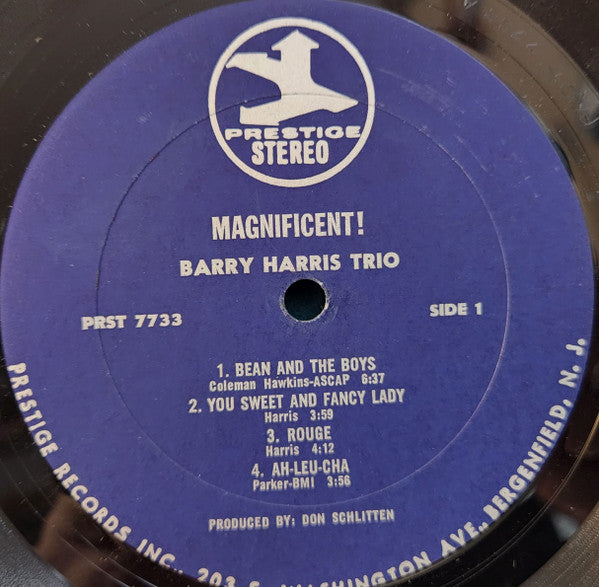 PRESTIGE
STEREO
MAGNIFICENT!
BARRY HARRIS TRIO
PRST 7733
SIDE 1
1. BEAN AND THE BOYS
Coleman Hawkins-ASCAP 6:37
2. YOU SWEET AND FANCY LADY
Harris 3:59
3. ROUGE
Harris 4:12
4. AH-LEU-CHA
Parker-BMI 3:56
PRODUCED BY: DON SCHLITTEN
PRESTIGE RECORDS INC., 203 S. WASHINGTON AVE., BERGENFIELD, N. J.